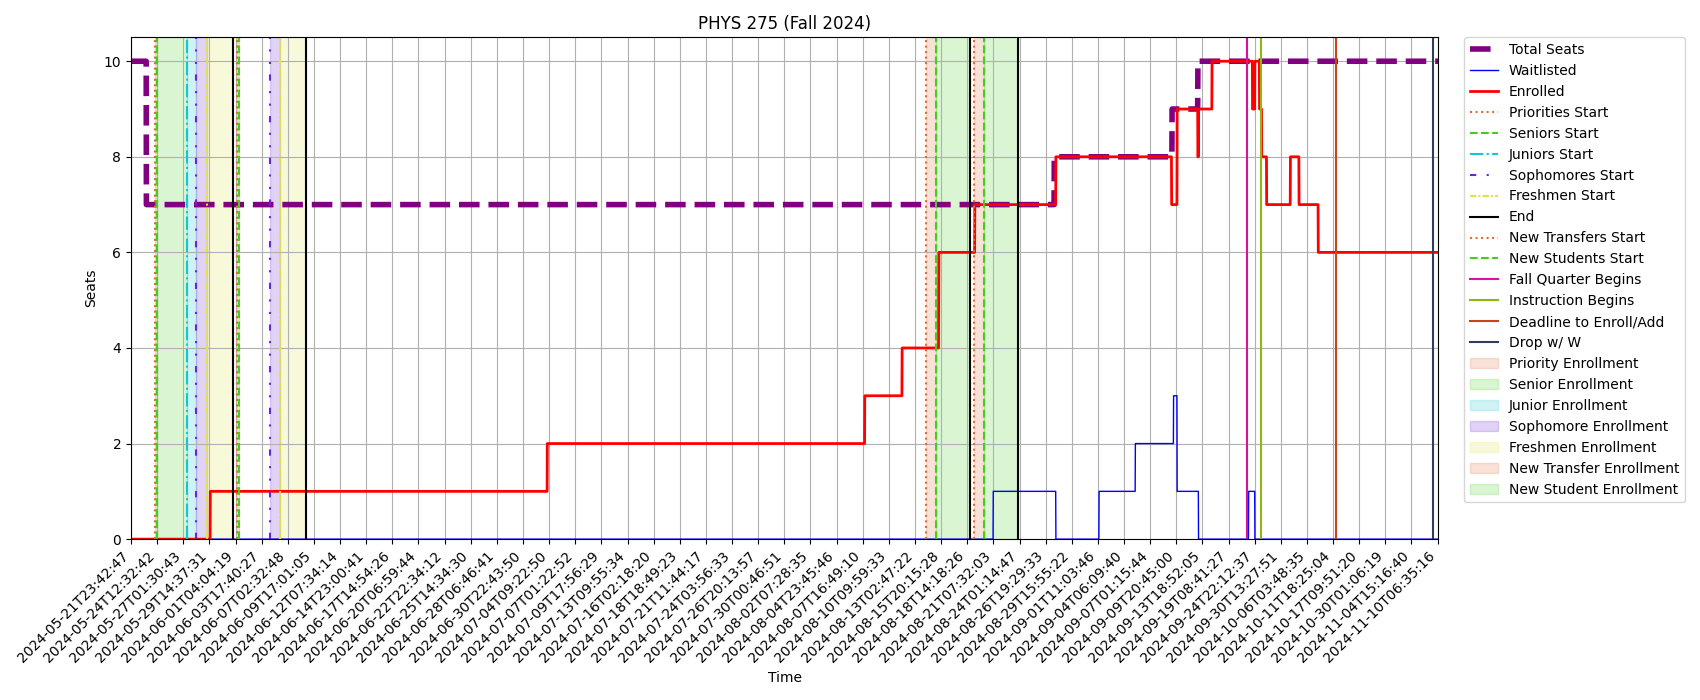 PHYS 275 (Fall 2024)
Seats
10
8
6
4
2
0
2024-05-21T23:42:47
2024-05-24T12:32:42
2024-05-27T01:30:43
2024-05-29T14:37:31
2024-06-01T04:04:19
2024-06-03T17:40:27
2024-06-07T02:32:48
2024-06-09T17:01:05
2024-06-12T07:34:14
2024-06-14T23:00:41
2024-06-17T14:54:26
2024-06-20T06:59:44
2024-06-22T22:34:12
2024-06-25T14:34:30
2024-06-28T06:46:41
2024-06-30T22:43:50
2024-07-04T09:22:50
2024-07-07T01:22:52
2024-07-09T17:56:29
2024-07-13T09:55:34
2024-07-16T02:18:20
2024-07-18T18:49:23
2024-07-21T11:44:17
2024-07-24T03:56:33
2024-07-26T20:13:57
2024-07-30T00:46:51
2024-08-02T07:28:35
2024-08-05T22:45:46
2024-08-07T16:49:10
2024-08-10T09:59:33
2024-08-13T02:47:22
2024-08-15T20:15:28
2024-08-18T14:18:26
2024-08-21T07:32:03
2024-08-24T01:14:47
2024-08-26T19:29:33
2024-08-29T15:55:22
2024-09-01T11:03:46
2024-09-04T06:09:40
2024-09-07T01:15:44
2024-09-09T20:45:00
2024-09-13T18:52:05
2024-09-19T08:41:27
2024-09-24T22:12:37
2024-09-30T13:27:51
2024-10-06T03:48:35
2024-10-11T18:25:04
2024-10-17T09:51:20
2024-10-30T01:06:19
2024-11-04T15:16:40
2024-11-10T06:35:16
Time
Total Seats
Waitlisted
Enrolled
Priorities Start
Seniors Start
Juniors Start
Sophomores Start
Freshmen Start
End
New Transfers Start
New Students Start
Fall Quarter Begins
Instruction Begins
Deadline to Enroll/Add
Drop w/ W
Priority Enrollment
Senior Enrollment
Junior Enrollment
Sophomore Enrollment
Freshmen Enrollment
New Transfer Enrollment
New Student Enrollment